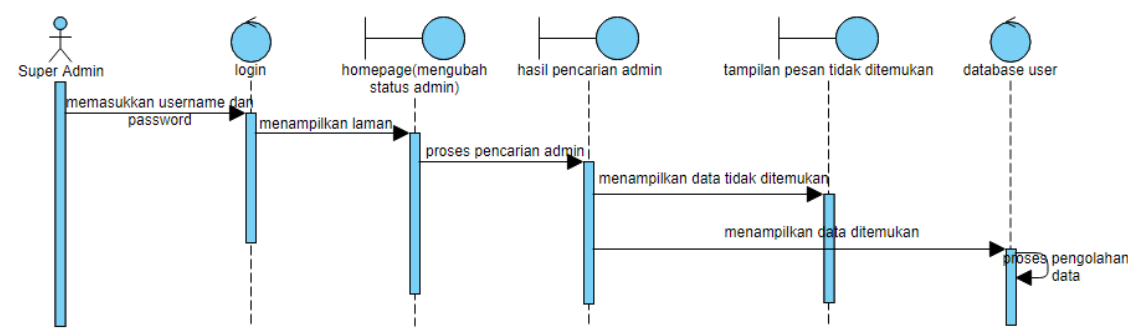 Super Admin
login
homepage(mengubah
status admin)
hasil pencarian admin
tampilan pesan tidak ditemukan
database user
memasukkan username dan
password
menampilkan laman
proses pencarian admin
menampilkan data tidak ditemukan
menampilkan data ditemukan
proses pengolahan
data